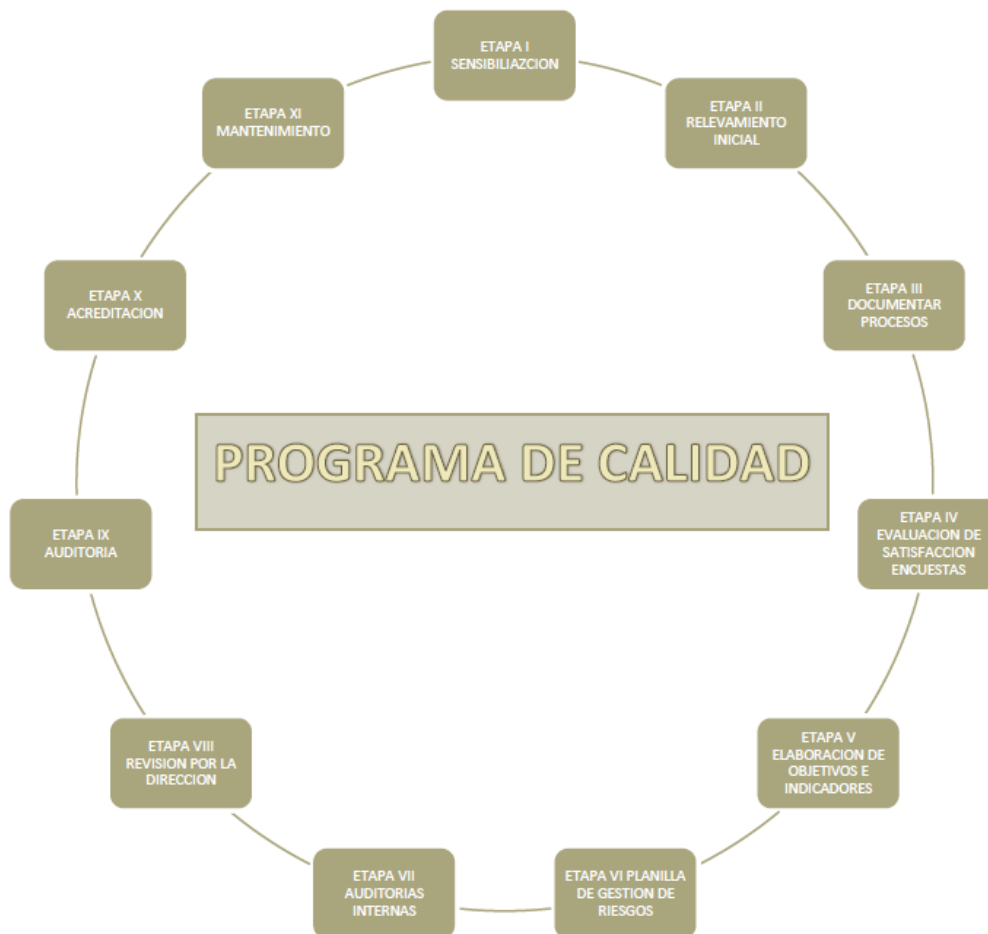 ETAPA I
SENSIBILIAZCION
ETAPA II
RELEVAMIENTO
INICIAL
ETAPA III
DOCUMENTAR
PROCESOS
ETAPA IV
EVALUACION DE
SATISFACCION
ENCUESTAS
ETAPA V
ELABORACION DE
OBJETIVOS E
INDICADORES
ETAPA VI PLANILLA
DE GESTION DE
RIESGOS
ETAPA VII
AUDITORIAS
INTERNAS
ETAPA VIII
REVISION POR LA
DIRECCION
ETAPA IX
AUDITORIA
ETAPA X
ACREDITACION
ETAPA XI
MANTENIMIENTO
PROGRAMA DE CALIDAD